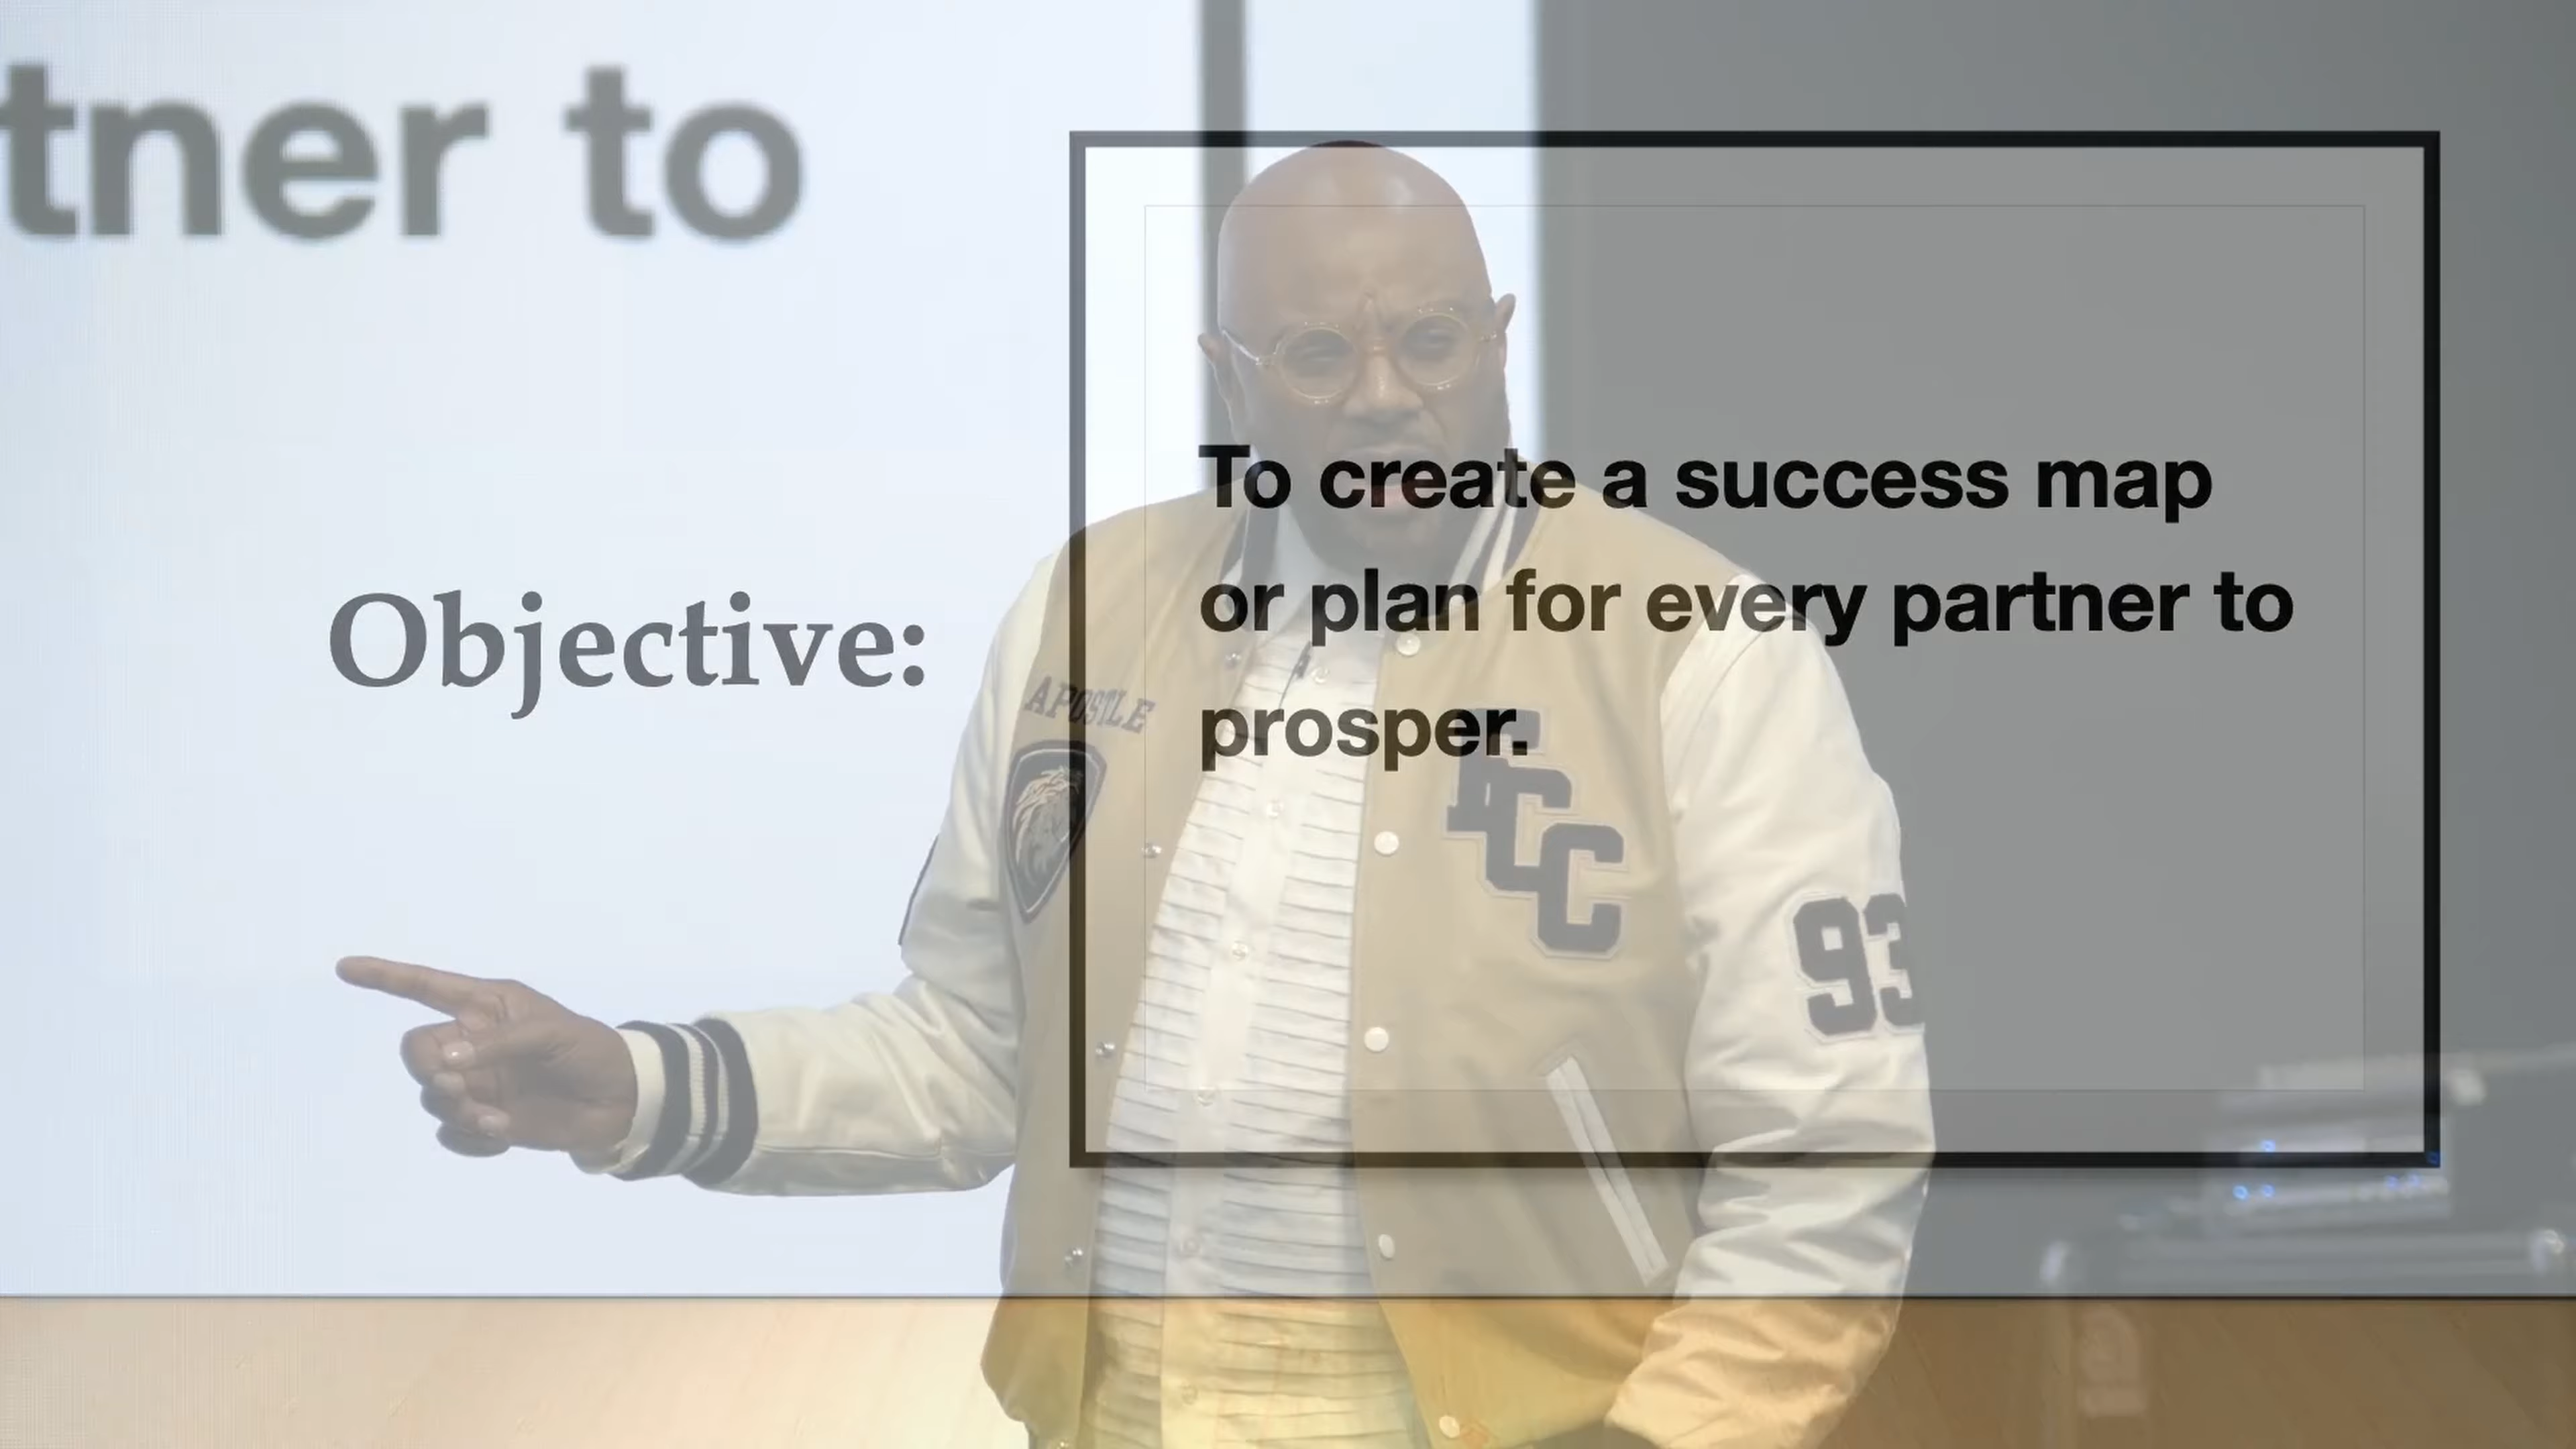 tner to
Objective:
To create a success map
or plan for every partner to
prosper.
APOSTLE
FCC
93